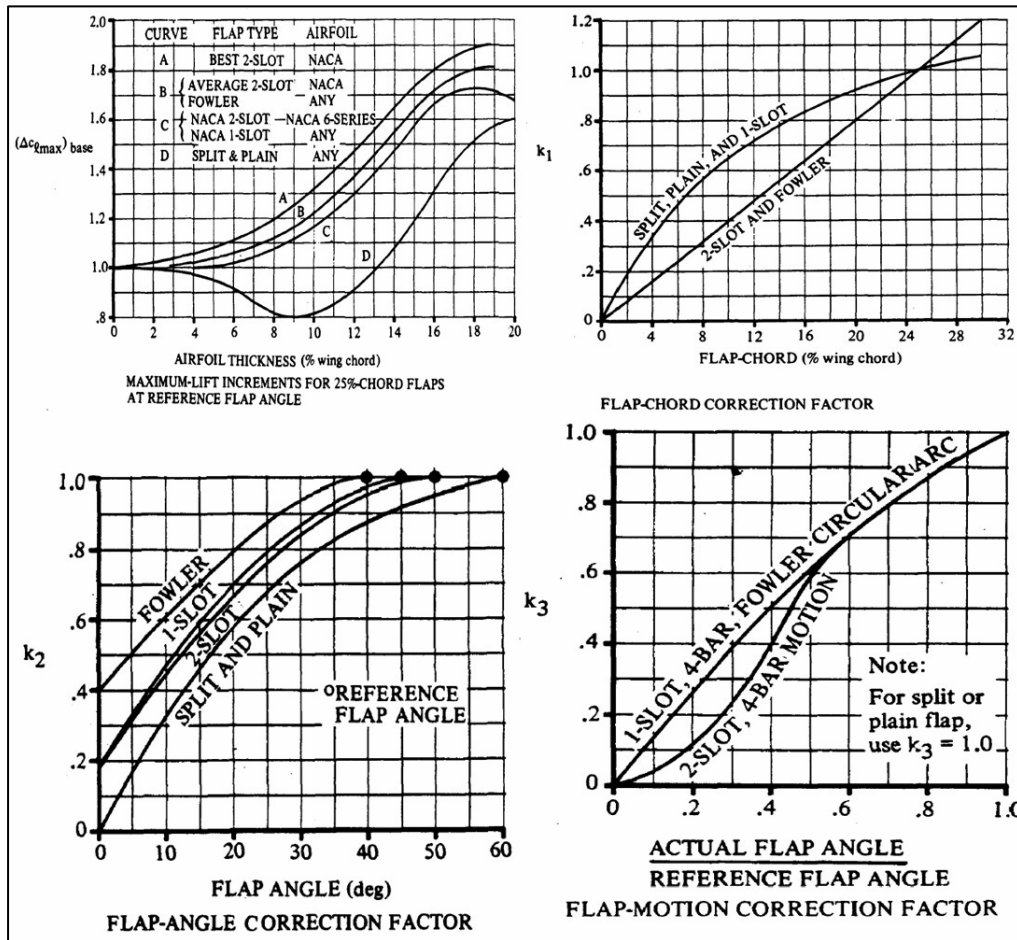 CURVE FLAP TYPE AIRFOIL
A BEST 2-SLOT NACA
B { AVERAGE 2-SLOT NACA
FOWLER ANY
C { NACA 2-SLOT —NACA 6-SERIES
NACA 1-SLOT ANY
D SPLIT & PLAIN ANY
(Δcℓmax) base
2.0
1.8
1.6
1.4
1.2
1.0
.8
A
B
C
D
0 2 4 6 8 10 12 14 16 18 20
AIRFOIL THICKNESS (% wing chord)
MAXIMUM-LIFT INCREMENTS FOR 25%-CHORD FLAPS
AT REFERENCE FLAP ANGLE
k1
1.2
1.0
.8
.6
.4
.2
0
SPLIT, PLAIN, AND 1-SLOT
2-SLOT AND FOWLER
0 4 8 12 16 20 24 28 32
FLAP-CHORD (% wing chord)
FLAP-CHORD CORRECTION FACTOR
k2
1.0
.8
.6
.4
.2
0
FOWLER
1-SLOT
2-SLOT
SPLIT AND PLAIN
REFERENCE
FLAP ANGLE
0 10 20 30 40 50 60
FLAP ANGLE (deg)
FLAP-ANGLE CORRECTION FACTOR
k3
1.0
.8
.6
.4
.2
0
1-SLOT, 4-BAR, FOWLER CIRCULAR ARC
2-SLOT, 4-BAR MOTION
Note:
For split or
plain flap,
use k3 = 1.0
0 .2 .4 .6 .8 1.0
ACTUAL FLAP ANGLE
REFERENCE FLAP ANGLE
FLAP-MOTION CORRECTION FACTOR